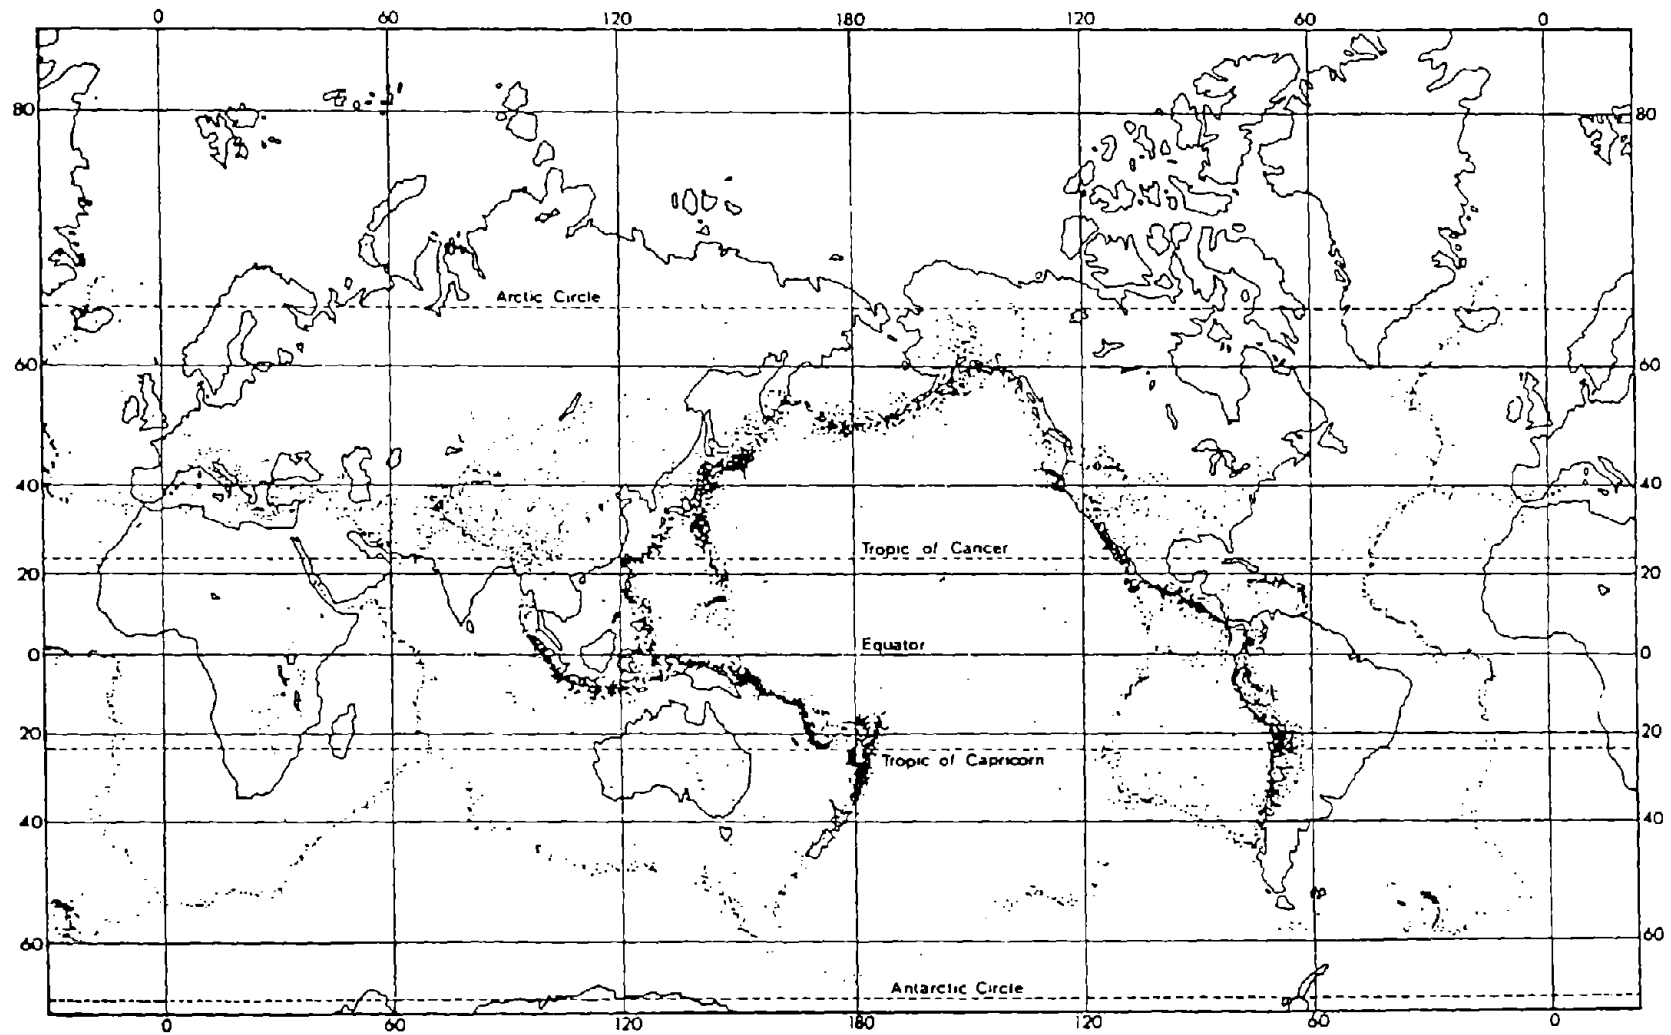 0 60 120 180 120 60 0
80 80
Arctic Circle
60 60
40 40
Tropic of Cancer
20 20
Equator
0 0
20 20
Tropic of Capricorn
40 40
60 60
Antarctic Circle
0 60 120 180 120 60 0